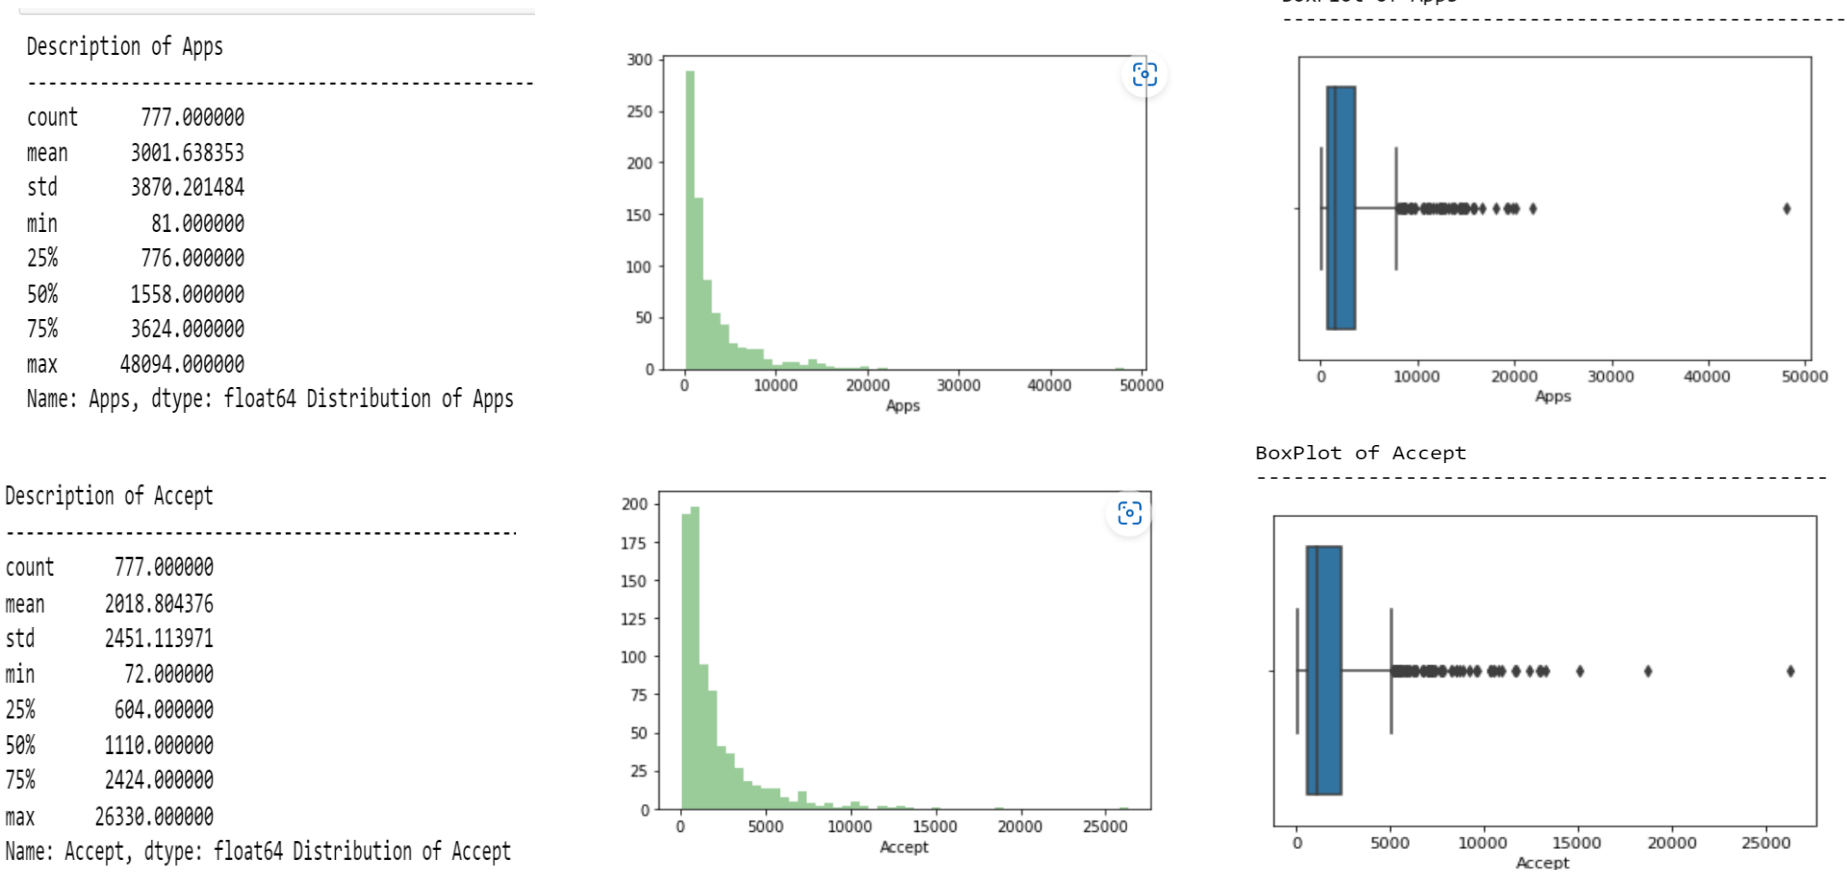 Description of Apps
--------------------------------------------------
count 777.000000
mean 3001.638353
std 3870.201484
min 81.000000
25% 776.000000
50% 1558.000000
75% 3624.000000
max 48094.000000
Name: Apps, dtype: float64 Distribution of Apps
300
250
200
150
100
50
0
0 10000 20000 30000 40000 50000
Apps
BoxPlot of Apps
--------------------------------------------------
0 10000 20000 30000 40000 50000
Apps
Description of Accept
--------------------------------------------------
count 777.000000
mean 2018.804376
std 2451.113971
min 72.000000
25% 604.000000
50% 1110.000000
75% 2424.000000
max 26330.000000
Name: Accept, dtype: float64 Distribution of Accept
200
175
150
125
100
75
50
25
0
0 5000 10000 15000 20000 25000
Accept
BoxPlot of Accept
--------------------------------------------------
0 5000 10000 15000 20000 25000
Accept